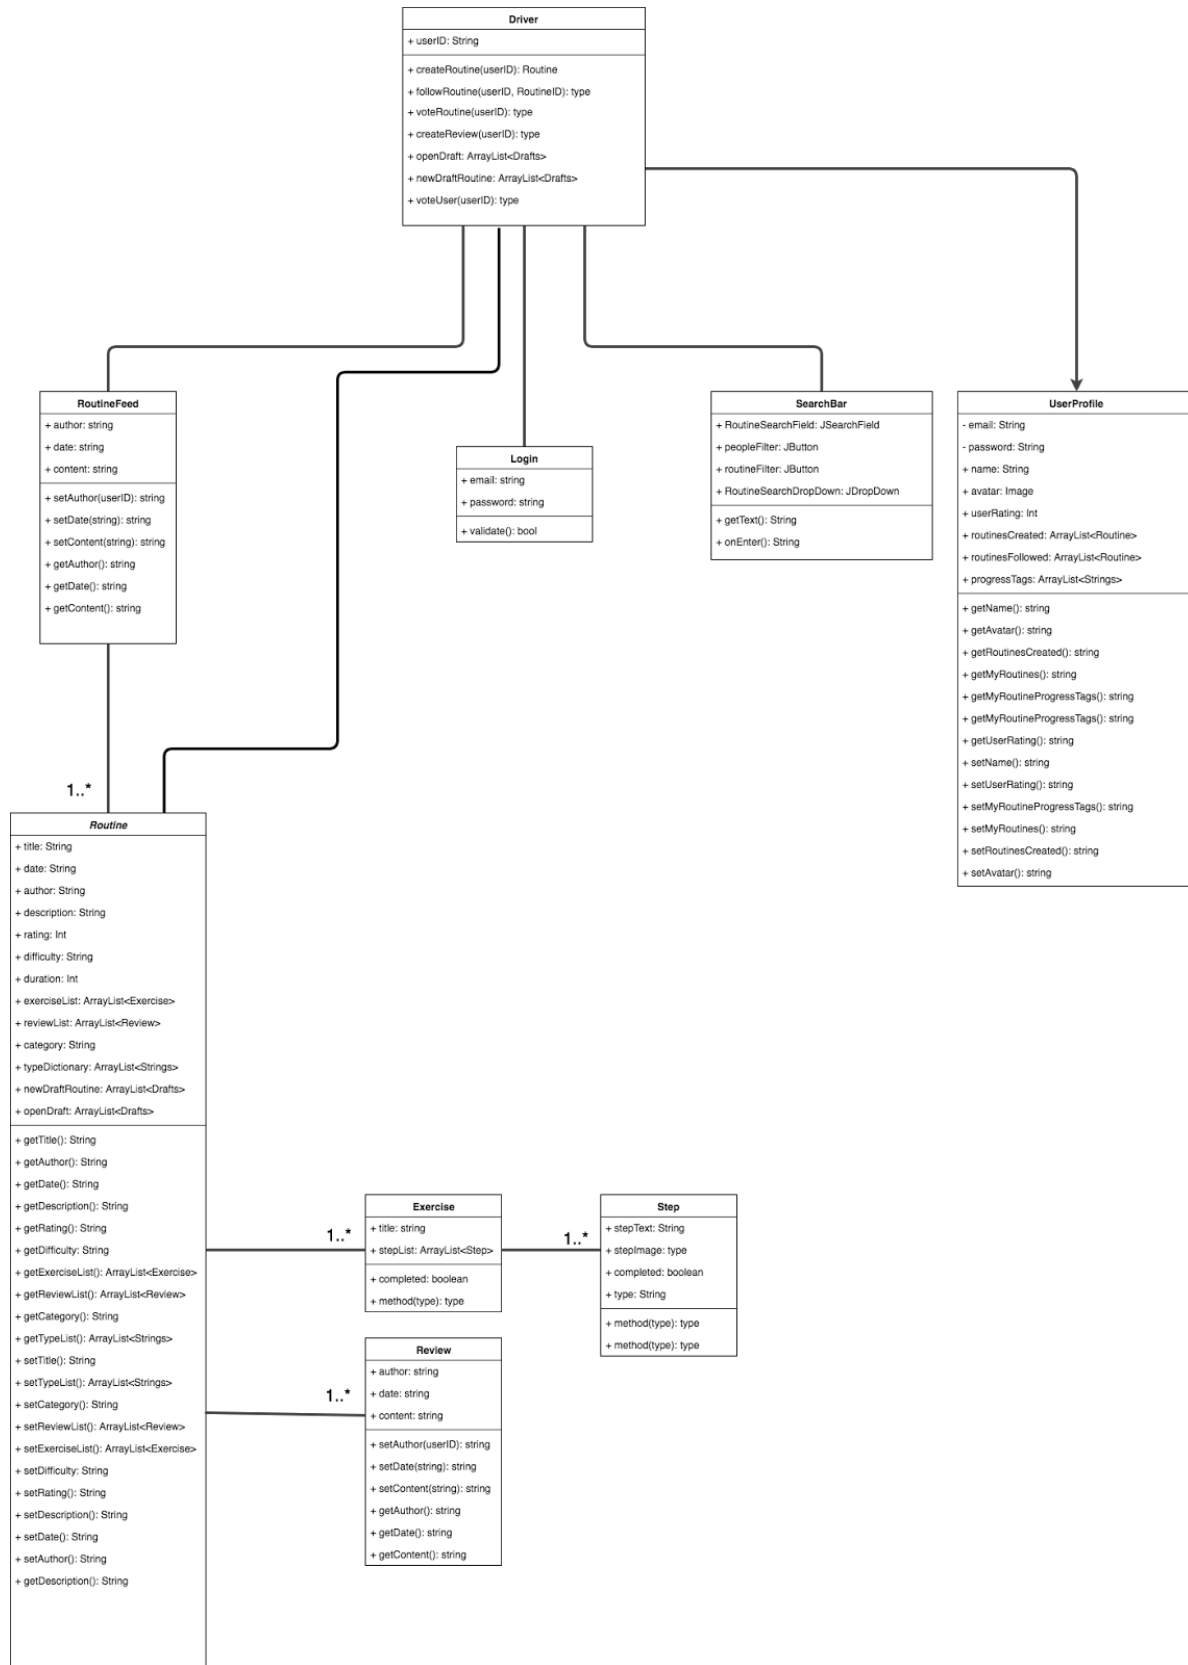 Driver
+ userID: String
+ createRoutine(userID): Routine
+ followRoutine(userID, RoutineID): type
+ voteRoutine(userID): type
+ createReview(userID): type
+ openDraft: ArrayList<Drafts>
+ newDraftRoutine: ArrayList<Drafts>
+ voteUser(userID): type
RoutineFeed
+ author: string
+ date: string
+ content: string
+ setAuthor(userID): string
+ setDate(string): string
+ setContent(string): string
+ getAuthor(): string
+ getDate(): string
+ getContent(): string
Login
+ email: string
+ password: string
+ validate(): bool
SearchBar
+ RoutineSearchField: JSearchField
+ peopleFilter: JButton
+ routineFilter: JButton
+ RoutineSearchDropDown: JDropDown
+ getText(): String
+ onEnter(): String
UserProfile
- email: String
- password: String
+ name: String
+ avatar: Image
+ userRating: Int
+ routinesCreated: ArrayList<Routine>
+ routinesFollowed: ArrayList<Routine>
+ progressTags: ArrayList<Strings>
+ getName(): string
+ getAvatar(): string
+ getRoutinesCreated(): string
+ getMyRoutines(): string
+ getMyRoutineProgressTags(): string
+ getMyRoutineProgressTags(): string
+ getUserRating(): string
+ setName(): string
+ setUserRating(): string
+ setMyRoutineProgressTags(): string
+ setMyRoutines(): string
+ setRoutinesCreated(): string
+ setAvatar(): string
1..*
Routine
+ title: String
+ date: String
+ author: String
+ description: String
+ rating: Int
+ difficulty: String
+ duration: Int
+ exerciseList: ArrayList<Exercise>
+ reviewList: ArrayList<Review>
+ category: String
+ typeDictionary: ArrayList<Strings>
+ newDraftRoutine: ArrayList<Drafts>
+ openDraft: ArrayList<Drafts>
+ getTitle(): String
+ getAuthor(): String
+ getDate(): String
+ getDescription(): String
+ getRating(): String
+ getDifficulty: String
+ getExerciseList(): ArrayList<Exercise>
+ getReviewList(): ArrayList<Review>
+ getCategory(): String
+ getTypeList(): ArrayList<Strings>
+ setTitle(): String
+ setTypeList(): ArrayList<Strings>
+ setCategory(): String
+ setReviewList(): ArrayList<Review>
+ setExerciseList(): ArrayList<Exercise>
+ setDifficulty: String
+ setRating(): String
+ setDescription(): String
+ setDate(): String
+ setAuthor(): String
+ getDescription(): String
1..*
Exercise
+ title: string
+ stepList: ArrayList<Step>
+ completed: boolean
+ method(type): type
1..*
Step
+ stepText: String
+ stepImage: type
+ completed: boolean
+ type: String
+ method(type): type
+ method(type): type
1..*
Review
+ author: string
+ date: string
+ content: string
+ setAuthor(userID): string
+ setDate(string): string
+ setContent(string): string
+ getAuthor(): string
+ getDate(): string
+ getContent(): string